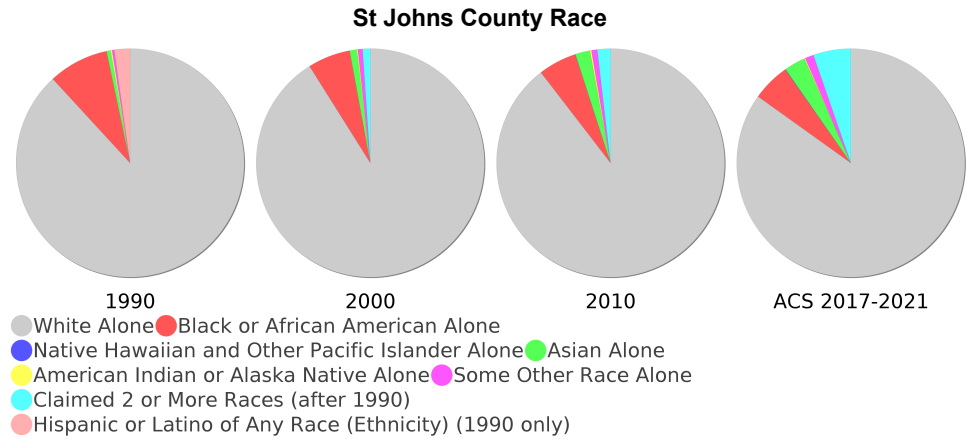 St Johns County Race
1990 2000 2010 ACS 2017-2021
White Alone Black or African American Alone
Native Hawaiian and Other Pacific Islander Alone Asian Alone
American Indian or Alaska Native Alone Some Other Race Alone
Claimed 2 or More Races (after 1990)
Hispanic or Latino of Any Race (Ethnicity) (1990 only)